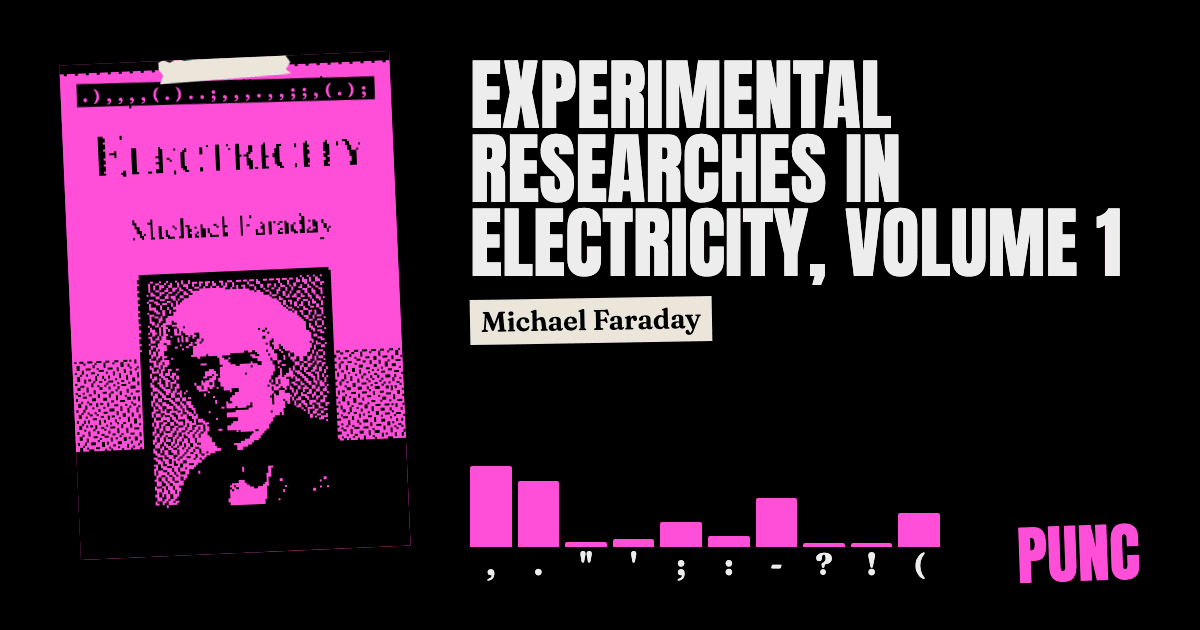 .),,,,(.)..;,,,.,,;;,(.);
ELECTRICITY
Michael Faraday
EXPERIMENTAL
RESEARCHES IN
ELECTRICITY, VOLUME 1
Michael Faraday
, . " ' ; : - ? ! (
PUNC